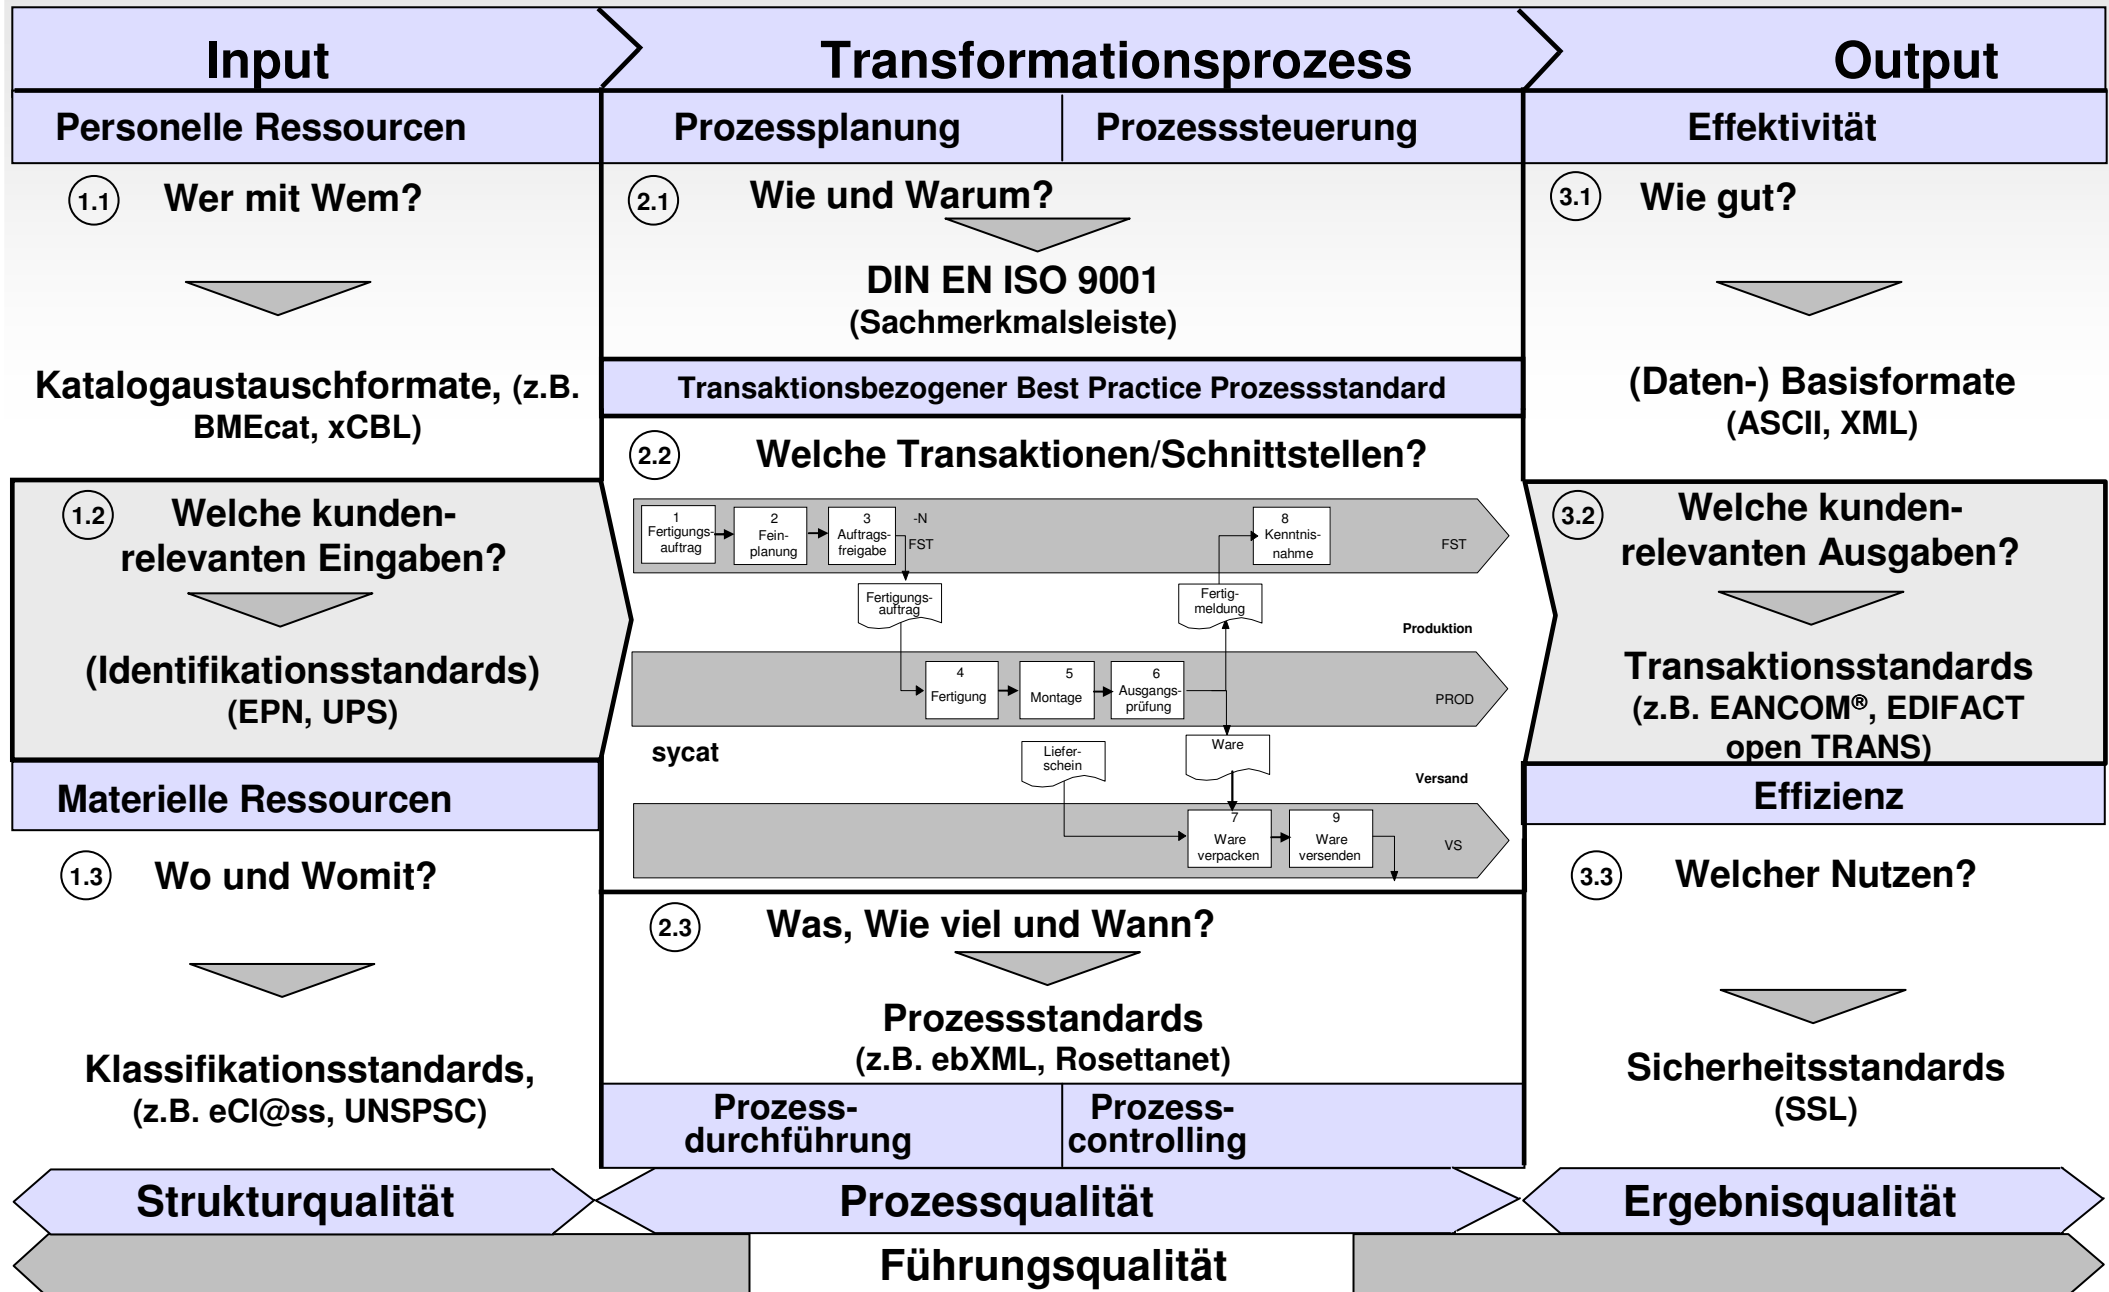 Input
Transformationsprozess
Output
Personelle Ressourcen
Prozessplanung
Prozesssteuerung
Effektivität
1.1
Wer mit Wem?
Katalogaustauschformate, (z.B.
BMEcat, xCBL)
1.2
Welche kunden-
relevanten Eingaben?
(Identifikationsstandards)
(EPN, UPS)
Materielle Ressourcen
1.3
Wo und Womit?
Klassifikationsstandards,
(z.B. eCl@ss, UNSPSC)
2.1
Wie und Warum?
DIN EN ISO 9001
(Sachmerkmalsleiste)
Transaktionsbezogener Best Practice Prozessstandard
2.2
Welche Transaktionen/Schnittstellen?
1
Fertigungs-
auftrag
2
Fein-
planung
3
Auftrags-
freigabe
-N
FST
8
Kenntnis-
nahme
FST
Fertigungs-
auftrag
Fertig-
meldung
Produktion
4
Fertigung
5
Montage
6
Ausgangs-
prüfung
PROD
sycat
Liefer-
schein
Ware
Versand
7
Ware
verpacken
9
Ware
versenden
VS
2.3
Was, Wie viel und Wann?
Prozessstandards
(z.B. ebXML, Rosettanet)
Prozess-
durchführung
Prozess-
controlling
3.1
Wie gut?
(Daten-) Basisformate
(ASCII, XML)
3.2
Welche kunden-
relevanten Ausgaben?
Transaktionsstandards
(z.B. EANCOM®, EDIFACT
open TRANS)
Effizienz
3.3
Welcher Nutzen?
Sicherheitsstandards
(SSL)
Strukturqualität
Prozessqualität
Ergebnisqualität
Führungsqualität